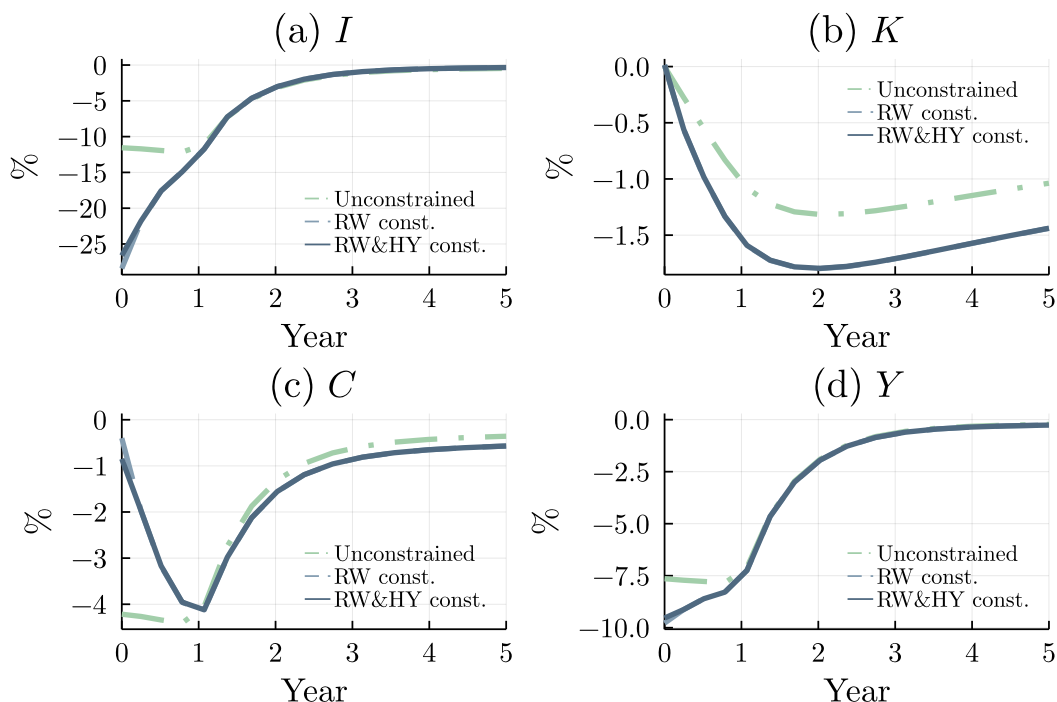 (a) I
%
0
−5
−10
−15
−20
−25
Unconstrained
RW const.
RW&HY const.
0 1 2 3 4 5
Year
(b) K
%
0.0
−0.5
−1.0
−1.5
Unconstrained
RW const.
RW&HY const.
0 1 2 3 4 5
Year
(c) C
%
0
−1
−2
−3
−4
Unconstrained
RW const.
RW&HY const.
0 1 2 3 4 5
Year
(d) Y
%
0.0
−2.5
−5.0
−7.5
−10.0
Unconstrained
RW const.
RW&HY const.
0 1 2 3 4 5
Year